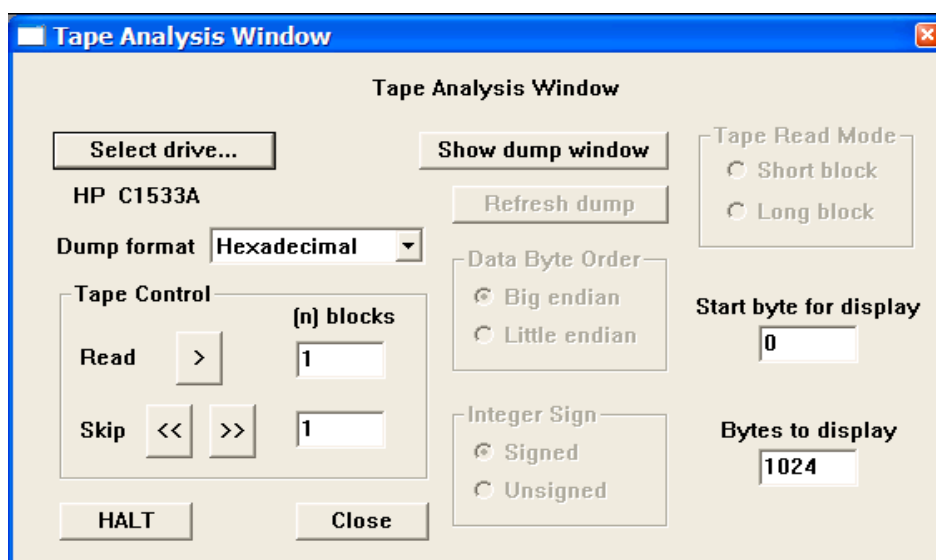 Tape Analysis Window
Tape Analysis Window
Select drive...
HP C1533A
Dump format Hexadecimal
Tape Control
(n) blocks
Read > 1
Skip << >> 1
HALT
Close
Show dump window
Refresh dump
Data Byte Order
Big endian
Little endian
Integer Sign
Signed
Unsigned
Tape Read Mode
Short block
Long block
Start byte for display
0
Bytes to display
1024